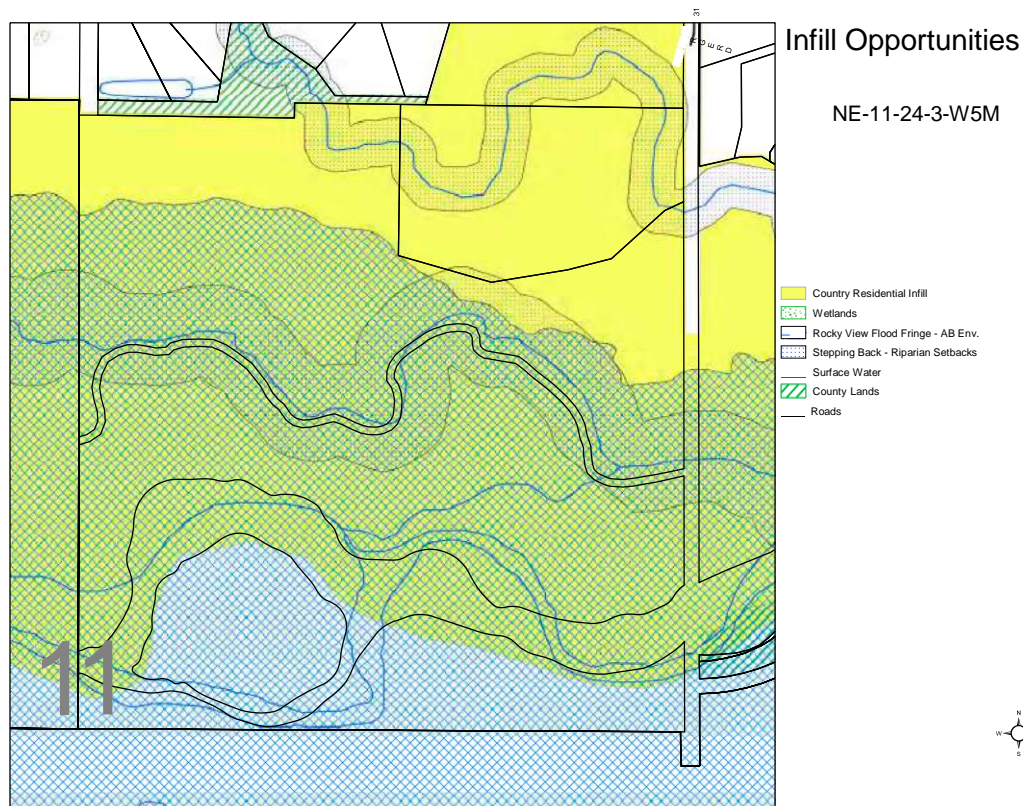 Infill Opportunities
NE-11-24-3-W5M
31
R G E R D
Country Residential Infill
Wetlands
Rocky View Flood Fringe - AB Env.
Stepping Back - Riparian Setbacks
Surface Water
County Lands
Roads
11
N
W
S